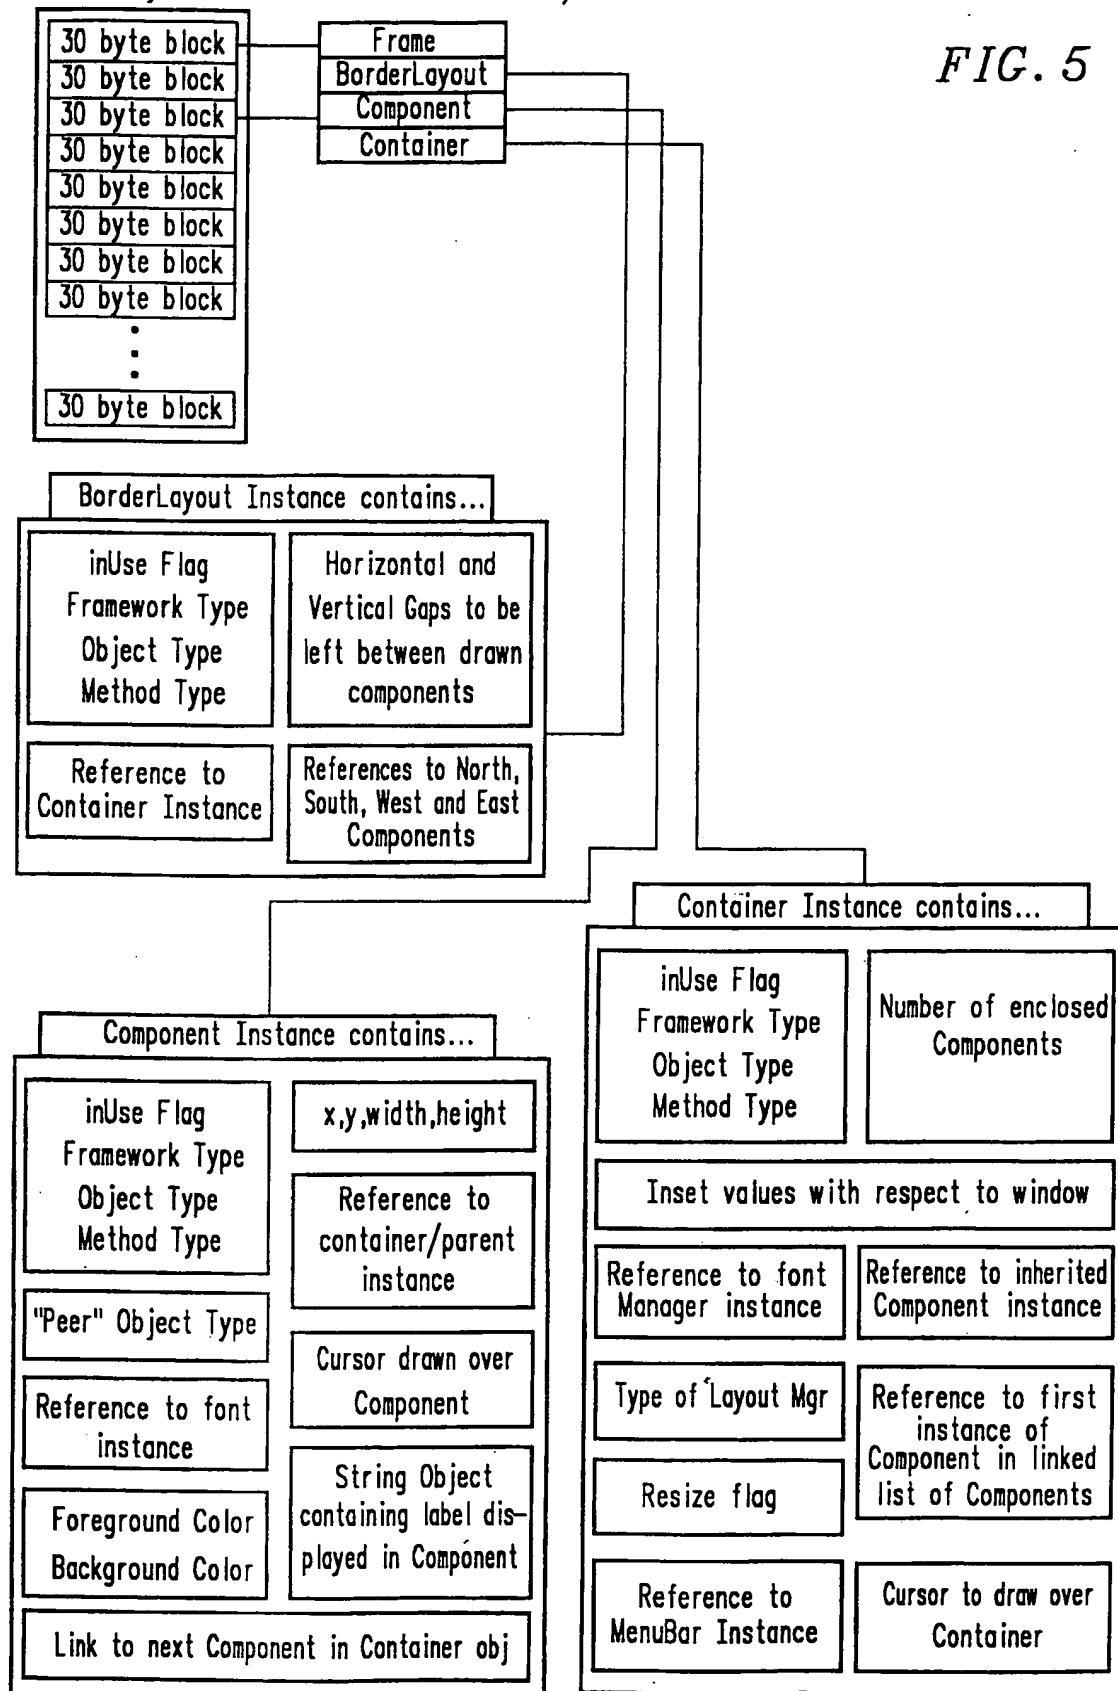 FIG. 5
30 byte block
30 byte block
30 byte block
30 byte block
30 byte block
30 byte block
30 byte block
30 byte block
30 byte block
Frame
BorderLayout
Component
Container
BorderLayout Instance contains...
inUse Flag
Framework Type
Object Type
Method Type
Horizontal and
Vertical Gaps to be
left between drawn
components
Reference to
Container Instance
References to North,
South, West and East
Components
Component Instance contains...
inUse Flag
Framework Type
Object Type
Method Type
x,y,width,height
Reference to
container/parent
instance
"Peer" Object Type
Cursor drawn over
Component
Reference to font
instance
String Object
containing label dis-
played in Component
Foreground Color
Background Color
Link to next Component in Container obj
Container Instance contains...
inUse Flag
Framework Type
Object Type
Method Type
Number of enclosed
Components
Inset values with respect to window
Reference to font
Manager instance
Reference to inherited
Component instance
Type of Layout Mgr
Reference to first
instance of
Component in linked
list of Components
Resize flag
Reference to
MenuBar Instance
Cursor to draw over
Container